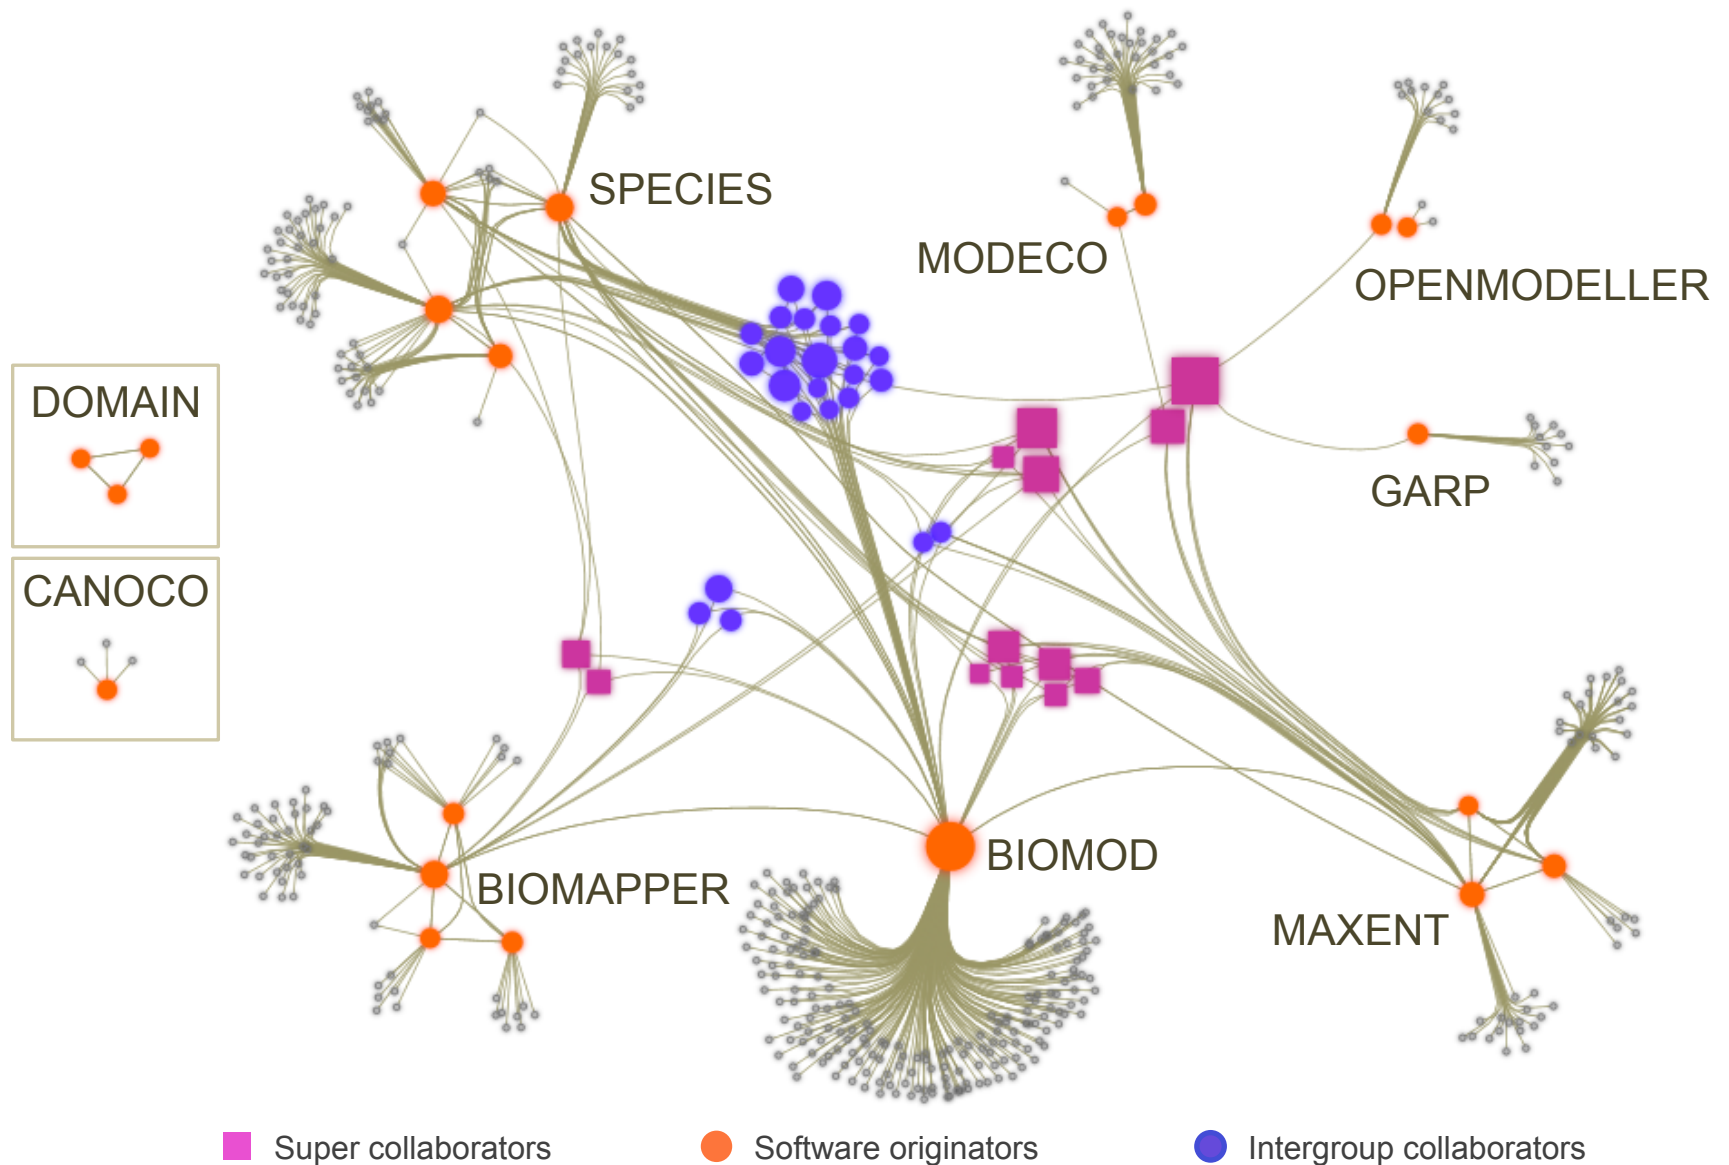 SPECIES
MODECO
OPENMODELLER
DOMAIN
GARP
CANOCO
BIOMOD
BIOMAPPER
MAXENT
Super collaborators
Software originators
Intergroup collaborators